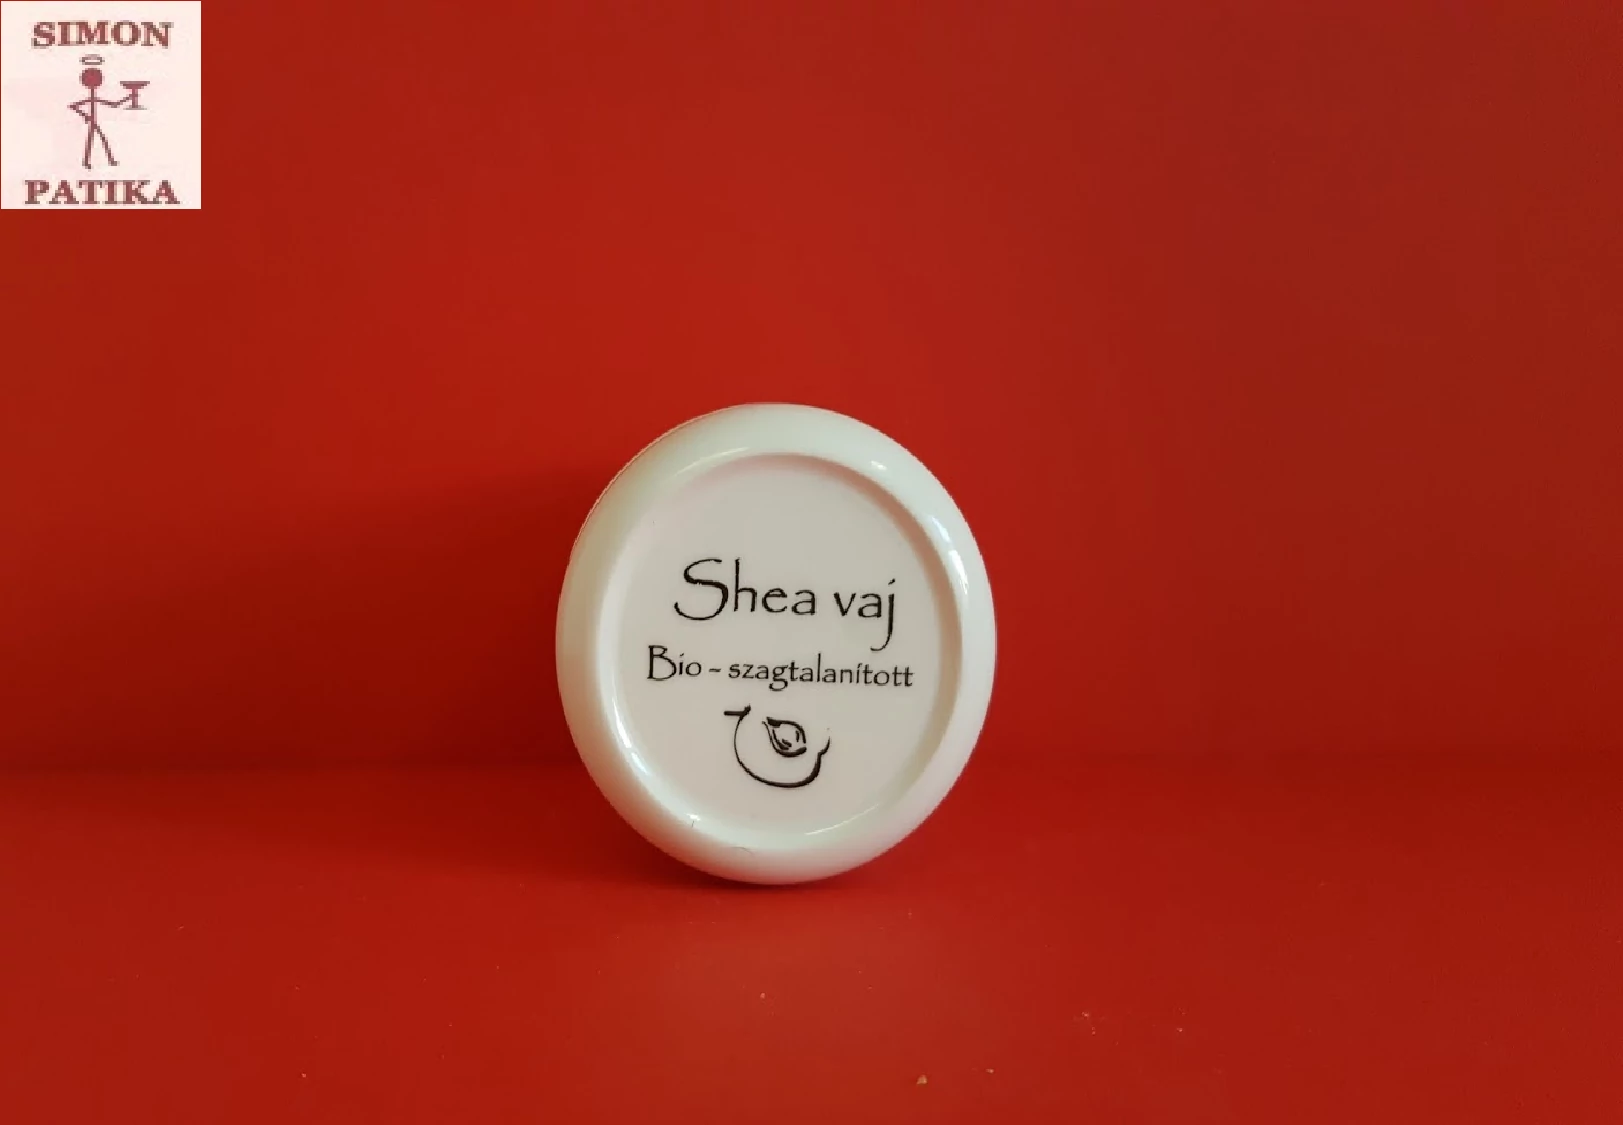 SIMON
PATIKA
Shea vaj
Bio - szagtalanított